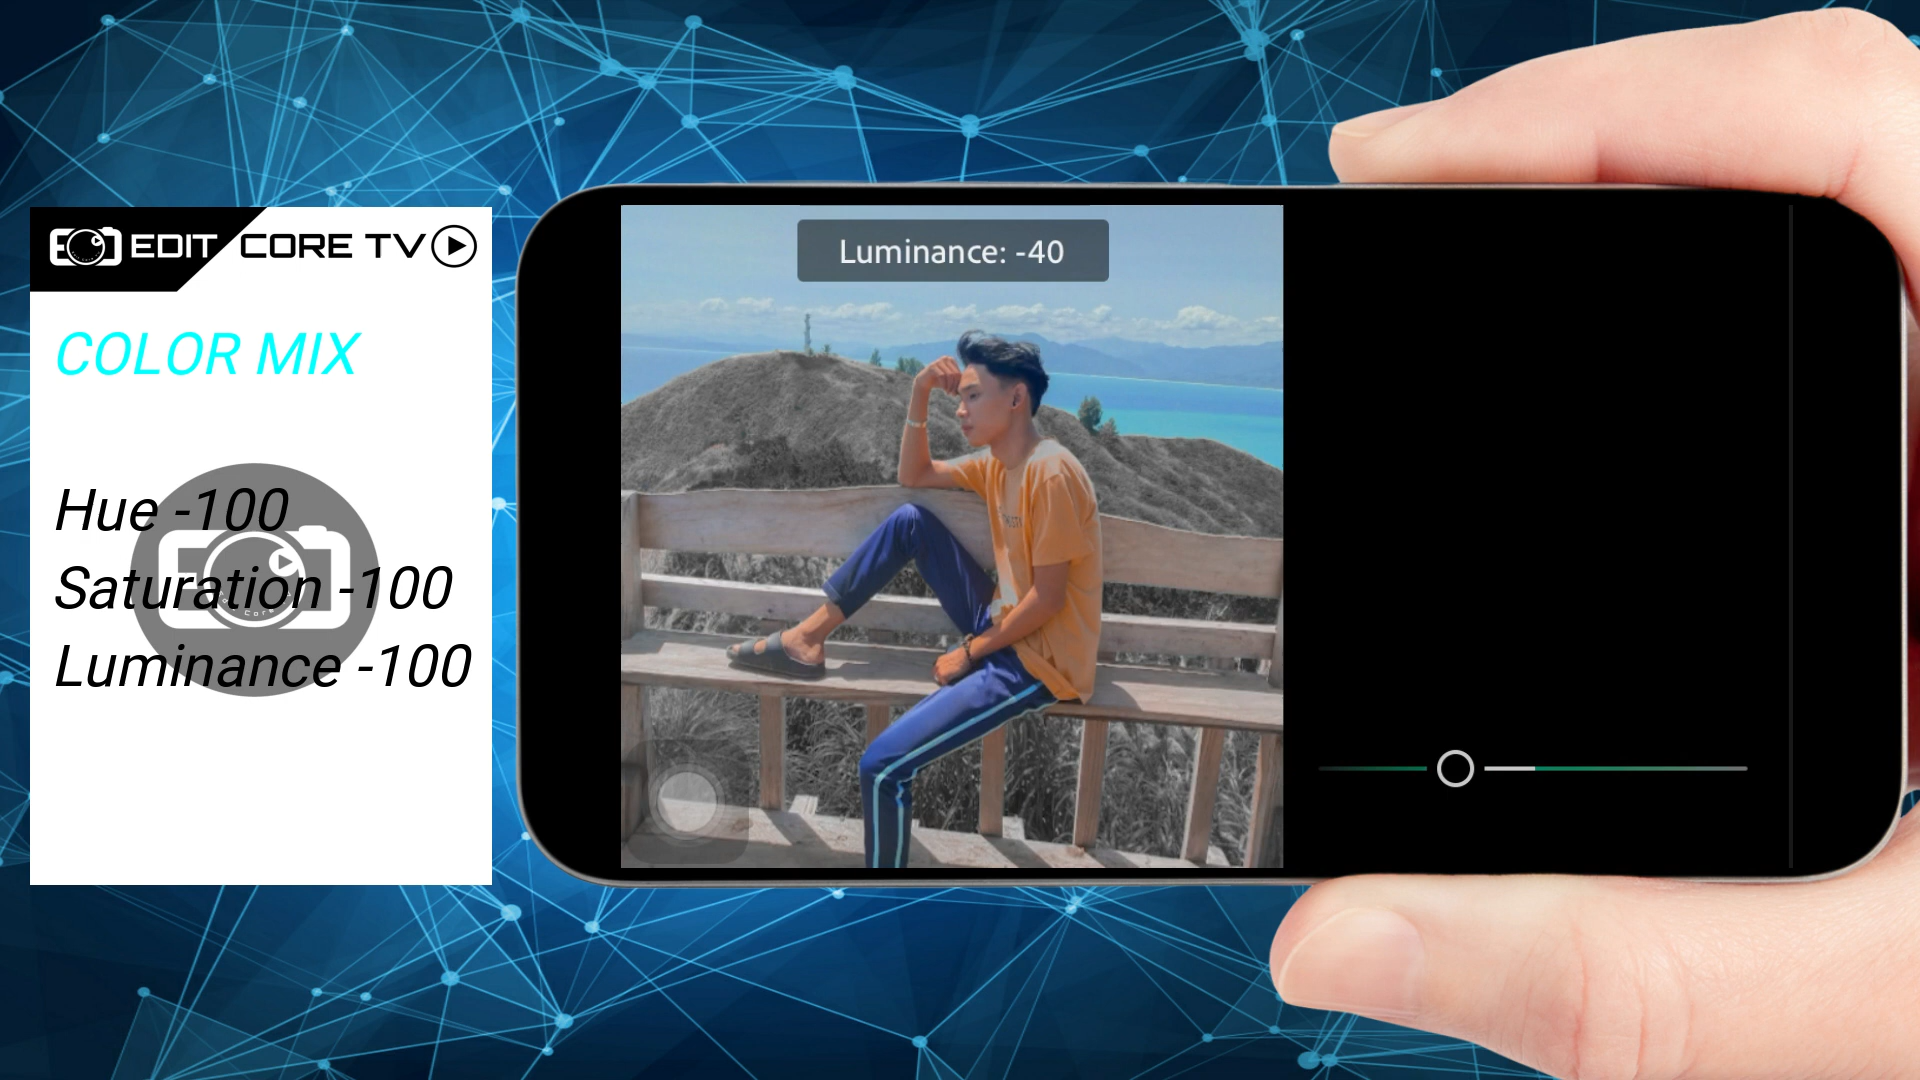 EDIT CORE TV
COLOR MIX
Hue -100
Saturation -100
Luminance -100
Luminance: -40